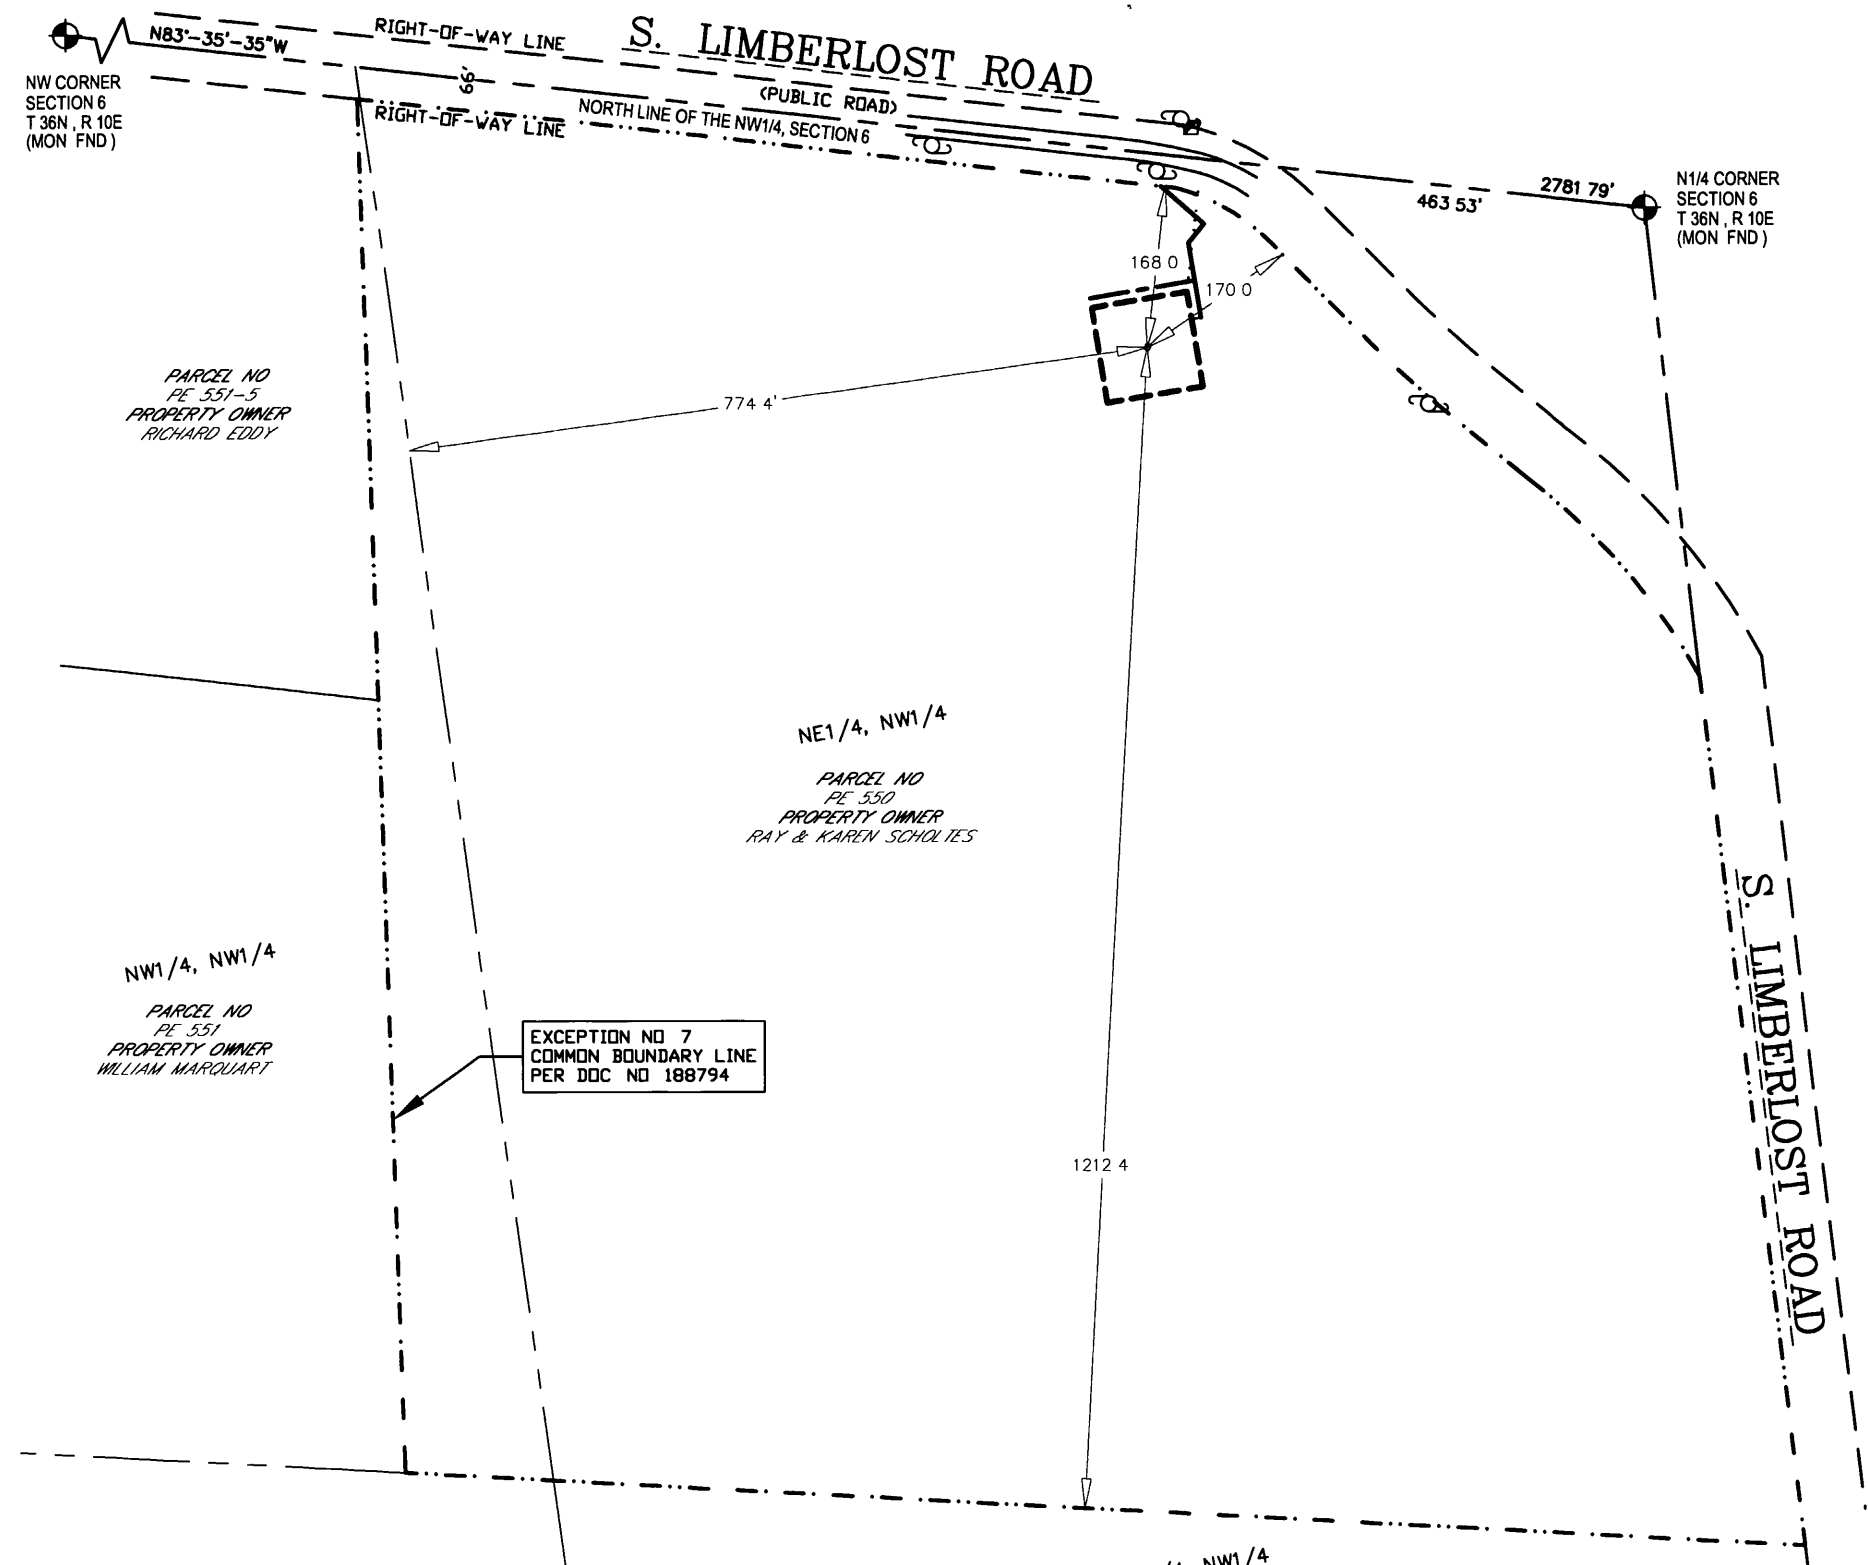 S. LIMBERLOST ROAD
RIGHT-OF-WAY LINE
N83°-35'-35"W
NW CORNER
SECTION 6
T 36N , R 10E
(MON FND )
66'
(PUBLIC ROAD)
RIGHT-OF-WAY LINE
NORTH LINE OF THE NW1/4, SECTION 6
2781 79'
463 53'
N1/4 CORNER
SECTION 6
T 36N , R 10E
(MON FND )
168 0
170 0
774 4'
PARCEL NO
PE 551-5
PROPERTY OWNER
RICHARD EDDY
NE1/4, NW1/4
PARCEL NO
PE 550
PROPERTY OWNER
RAY & KAREN SCHOLTES
NW1/4, NW1/4
PARCEL NO
PE 551
PROPERTY OWNER
WILLIAM MARQUART
EXCEPTION NO 7
COMMON BOUNDARY LINE
PER DOC NO 188794
1212 4
S. LIMBERLOST ROAD
NW1/4